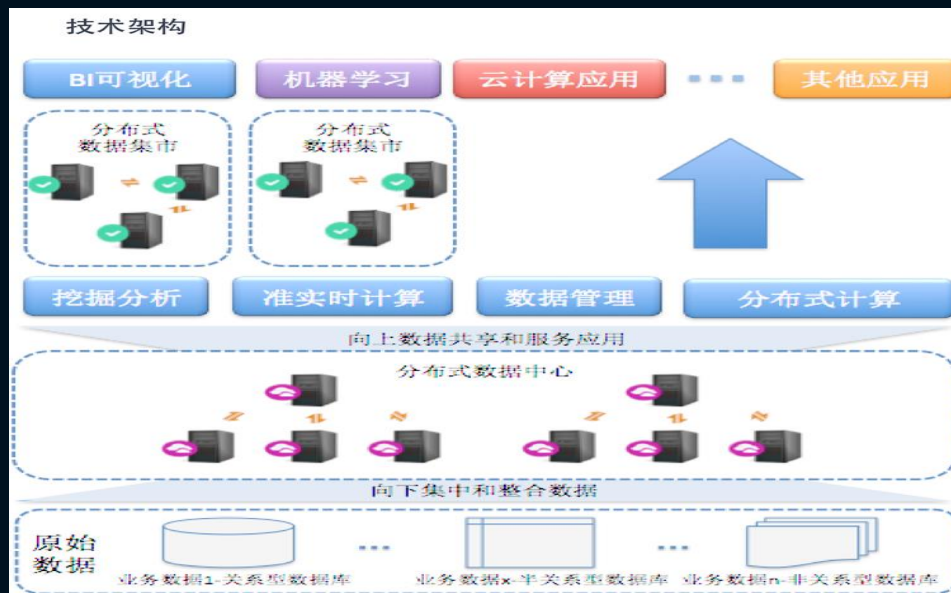 技术架构
BI可视化
机器学习
云计算应用
其他应用
分布式
数据集市
分布式
数据集市
挖掘分析
准实时计算
数据管理
分布式计算
向上数据共享和服务应用
分布式数据中心
向下集中和整合数据
原始
数据
业务数据1-关系型数据库
业务数据x-半关系型数据库
业务数据n-非关系型数据库